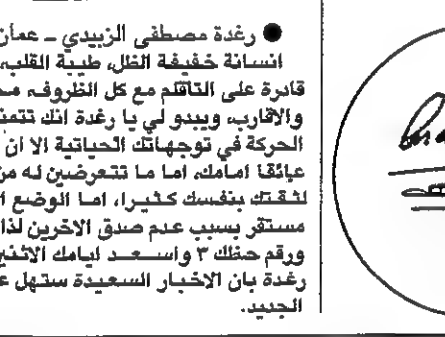 ● رغدة مصطفى الزبيدي ـ عمان
انسانة خفيفة الظل، طيبة القلب،
قادرة على التاقلم مع كل الظروف،
والاقارب، ويبدو لي يا رغدة انك
الحركة في توجهاتك الحياتية الا ان
عائقا امامك، اما ما تتعرضين له من
لثقتك بنفسك كثيرا، اما الوضع
مستقر بسبب عدم صدق الاخرين لذا
ورقم حظك ٣ واسعد ايامك الاثنين
رغدة بان الاخبار السعيدة ستهل
الجديد.